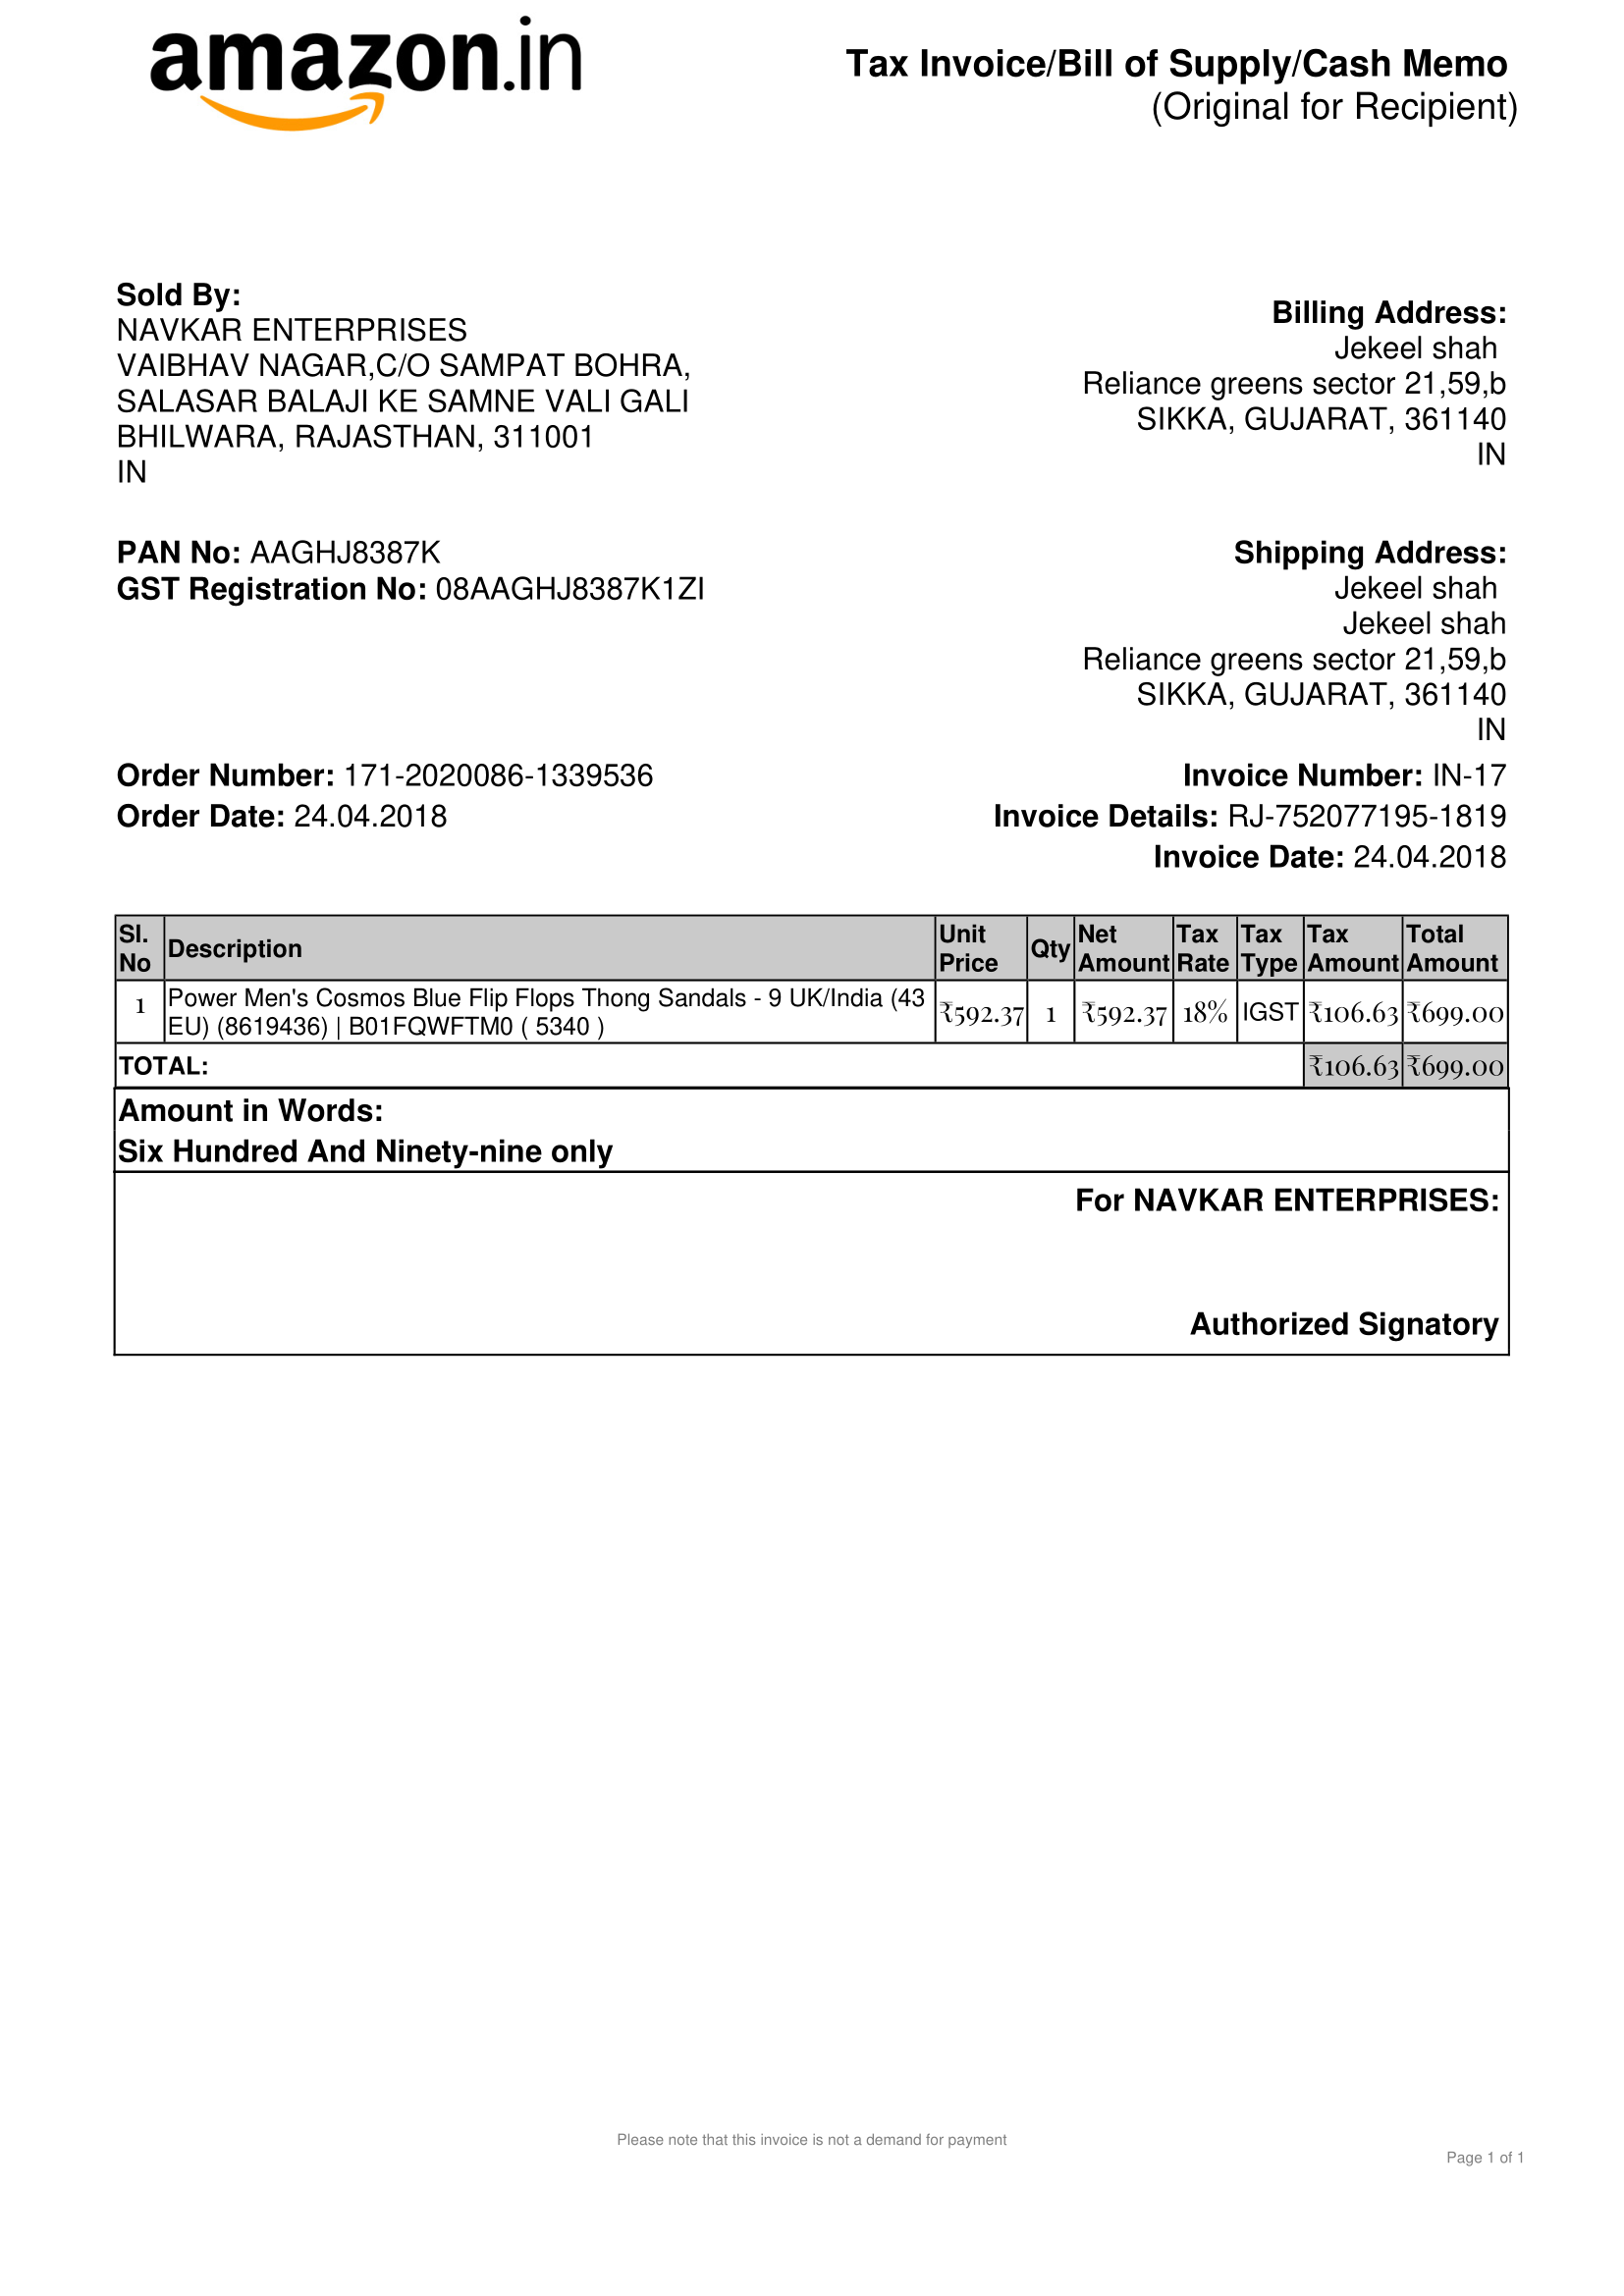 amazon.in
Tax Invoice/Bill of Supply/Cash Memo
(Original for Recipient)
Sold By:
NAVKAR ENTERPRISES
VAIBHAV NAGAR,C/O SAMPAT BOHRA,
SALASAR BALAJI KE SAMNE VALI GALI
BHILWARA, RAJASTHAN, 311001
IN
Billing Address:
Jekeel shah
Reliance greens sector 21,59,b
SIKKA, GUJARAT, 361140
IN
PAN No: AAGHJ8387K
GST Registration No: 08AAGHJ8387K1ZI
Shipping Address:
Jekeel shah
Jekeel shah
Reliance greens sector 21,59,b
SIKKA, GUJARAT, 361140
IN
Order Number: 171-2020086-1339536
Order Date: 24.04.2018
Invoice Number: IN-17
Invoice Details: RJ-752077195-1819
Invoice Date: 24.04.2018
Sl. No Description Unit Price Qty Net Amount Tax Rate Tax Type Tax Amount Total Amount
1 Power Men's Cosmos Blue Flip Flops Thong Sandals - 9 UK/India (43
EU) (8619436) | B01FQWFTM0 ( 5340 ) ₹592.37 1 ₹592.37 18% IGST ₹106.63 ₹699.00
TOTAL: ₹106.63 ₹699.00
Amount in Words:
Six Hundred And Ninety-nine only
For NAVKAR ENTERPRISES:
Authorized Signatory
Please note that this invoice is not a demand for payment
Page 1 of 1